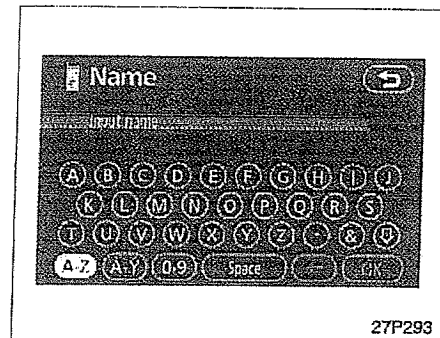 Name
Input name
A B C D E F G H I J
K L M N O P Q R S
T U V W X Y Z - &
A-Z À-Ý 0-9 Space OK
27P293